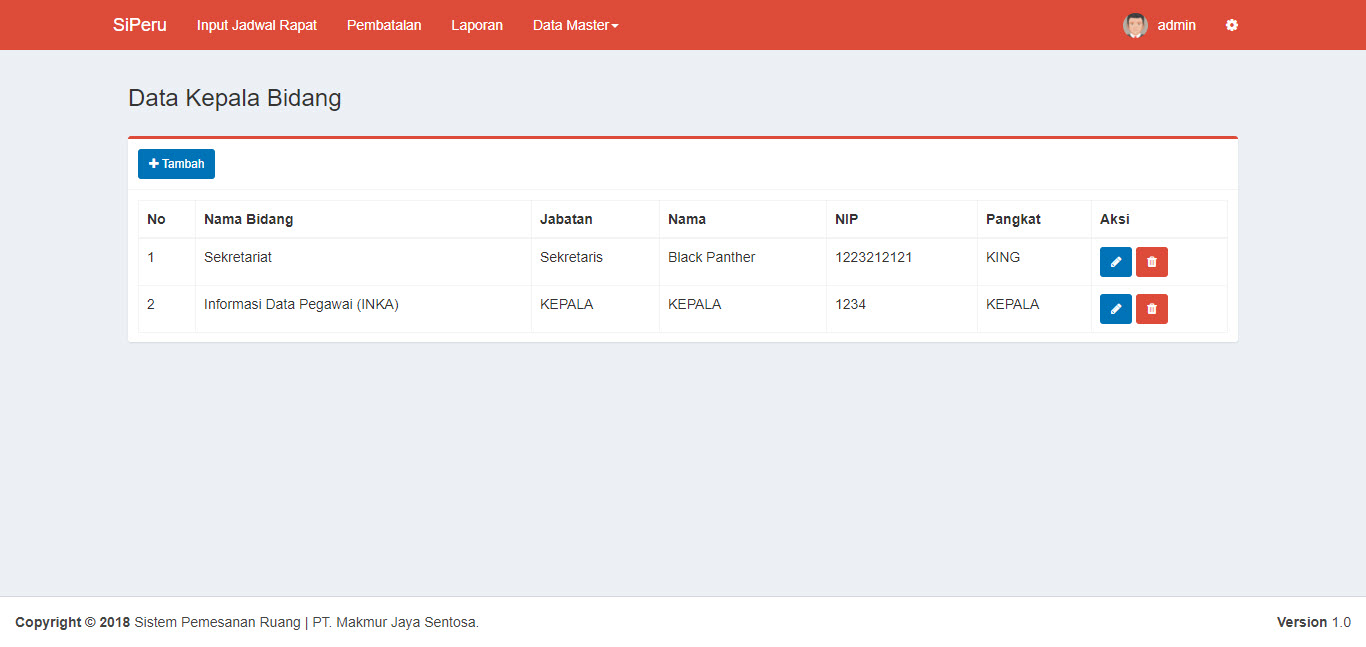 SiPeru Input Jadwal Rapat Pembatalan Laporan Data Master admin
Data Kepala Bidang
Tambah
No Nama Bidang Jabatan Nama NIP Pangkat Aksi
1 Sekretariat Sekretaris Black Panther 1223212121 KING
2 Informasi Data Pegawai (INKA) KEPALA KEPALA 1234 KEPALA
Copyright © 2018 Sistem Pemesanan Ruang | PT. Makmur Jaya Sentosa. Version 1.0